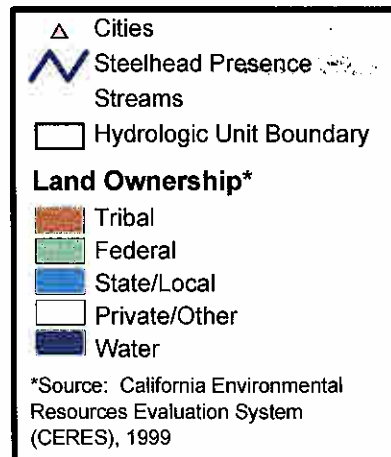 Cities
Steelhead Presence
Streams
Hydrologic Unit Boundary
Land Ownership*
Tribal
Federal
State/Local
Private/Other
Water
*Source: California Environmental
Resources Evaluation System
(CERES), 1999